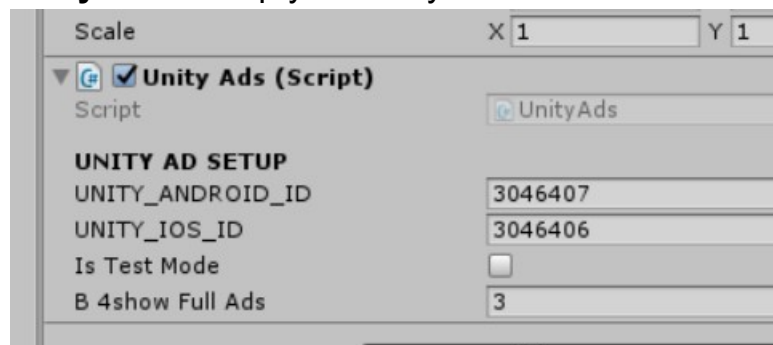 Scale X 1 Y 1
Unity Ads (Script)
Script UnityAds
UNITY AD SETUP
UNITY_ANDROID_ID 3046407
UNITY_IOS_ID 3046406
Is Test Mode
B 4show Full Ads 3